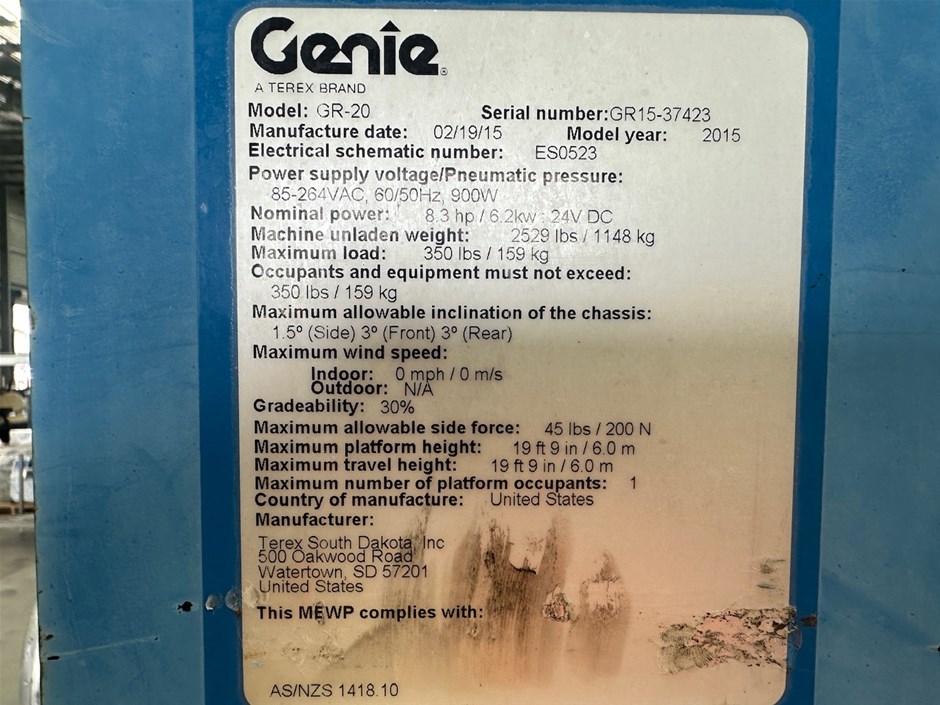 Genie®
A TEREX BRAND
Model: GR-20 Serial number:GR15-37423
Manufacture date: 02/19/15 Model year: 2015
Electrical schematic number: ES0523
Power supply voltage/Pneumatic pressure:
85-264VAC, 60/50Hz, 900W
Nominal power: 8.3 hp / 6.2kw : 24V DC
Machine unladen weight: 2529 lbs / 1148 kg
Maximum load: 350 lbs / 159 kg
Occupants and equipment must not exceed:
350 lbs / 159 kg
Maximum allowable inclination of the chassis:
1.5º (Side) 3º (Front) 3º (Rear)
Maximum wind speed:
Indoor: 0 mph / 0 m/s
Outdoor: N/A
Gradeability: 30%
Maximum allowable side force: 45 lbs / 200 N
Maximum platform height: 19 ft 9 in / 6.0 m
Maximum travel height: 19 ft 9 in / 6.0 m
Maximum number of platform occupants: 1
Country of manufacture: United States
Manufacturer:
Terex South Dakota, Inc
500 Oakwood Road
Watertown, SD 57201
United States
This MEWP complies with:
AS/NZS 1418.10